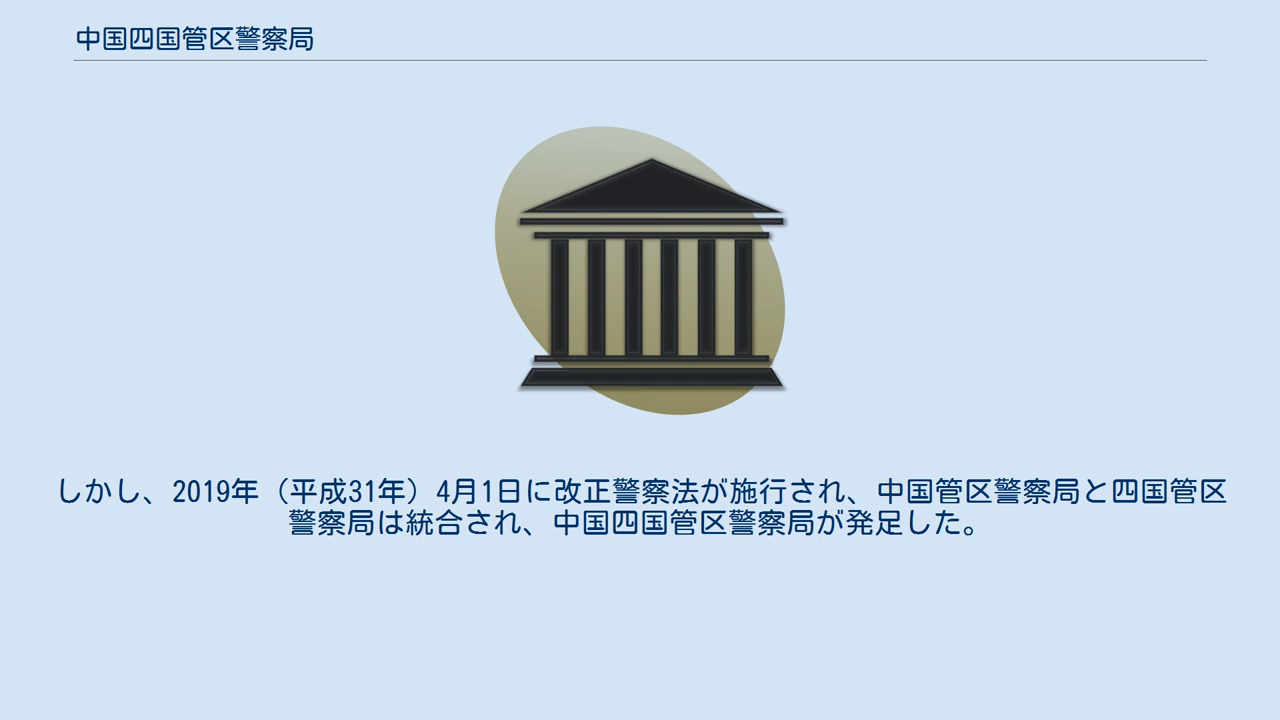 中国四国管区警察局
しかし、2019年（平成31年）4月1日に改正警察法が施行され、中国管区警察局と四国管区
警察局は統合され、中国四国管区警察局が発足した。